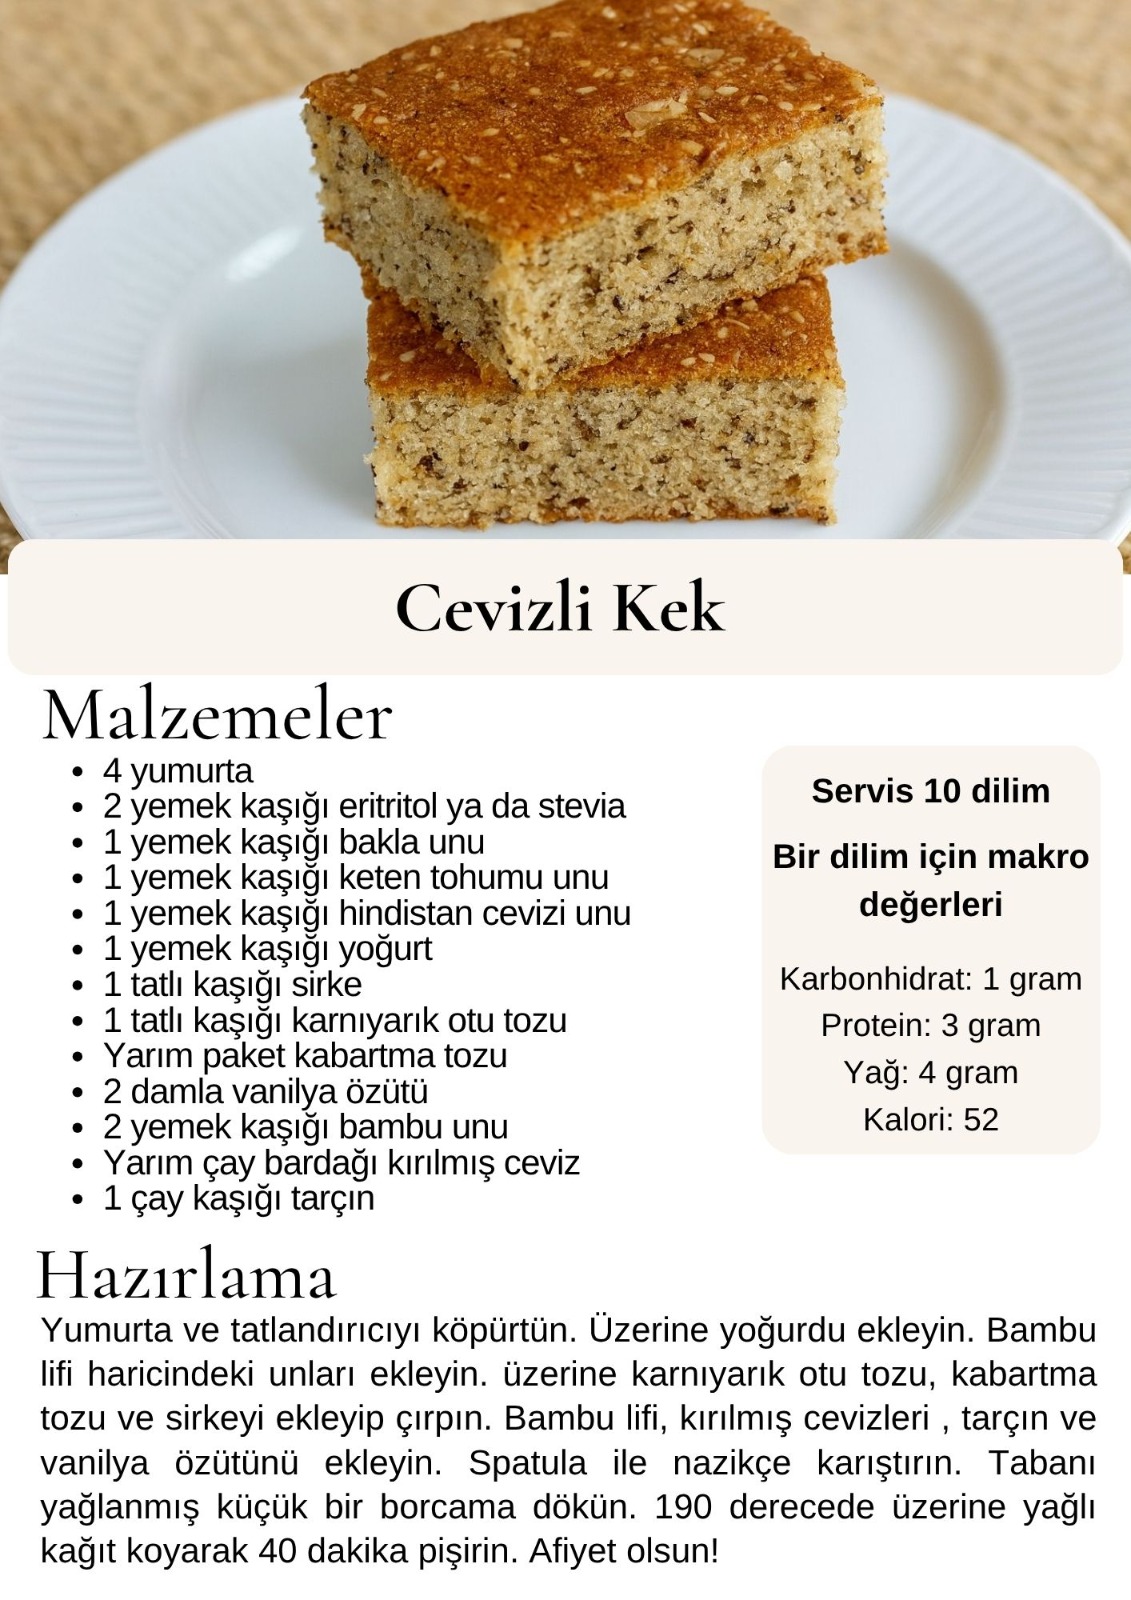 Cevizli Kek
Malzemeler
• 4 yumurta
• 2 yemek kaşığı eritritol ya da stevia
• 1 yemek kaşığı bakla unu
• 1 yemek kaşığı keten tohumu unu
• 1 yemek kaşığı hindistan cevizi unu
• 1 yemek kaşığı yoğurt
• 1 tatlı kaşığı sirke
• 1 tatlı kaşığı karnıyarık otu tozu
• Yarım paket kabartma tozu
• 2 damla vanilya özütü
• 2 yemek kaşığı bambu unu
• Yarım çay bardağı kırılmış ceviz
• 1 çay kaşığı tarçın
Servis 10 dilim
Bir dilim için makro
değerleri
Karbonhidrat: 1 gram
Protein: 3 gram
Yağ: 4 gram
Kalori: 52
Hazırlama
Yumurta ve tatlandırıcıyı köpürtün. Üzerine yoğurdu ekleyin. Bambu
lifi haricindeki unları ekleyin. üzerine karnıyarık otu tozu, kabartma
tozu ve sirkeyi ekleyip çırpın. Bambu lifi, kırılmış cevizleri , tarçın ve
vanilya özütünü ekleyin. Spatula ile nazikçe karıştırın. Tabanı
yağlanmış küçük bir borcama dökün. 190 derecede üzerine yağlı
kağıt koyarak 40 dakika pişirin. Afiyet olsun!